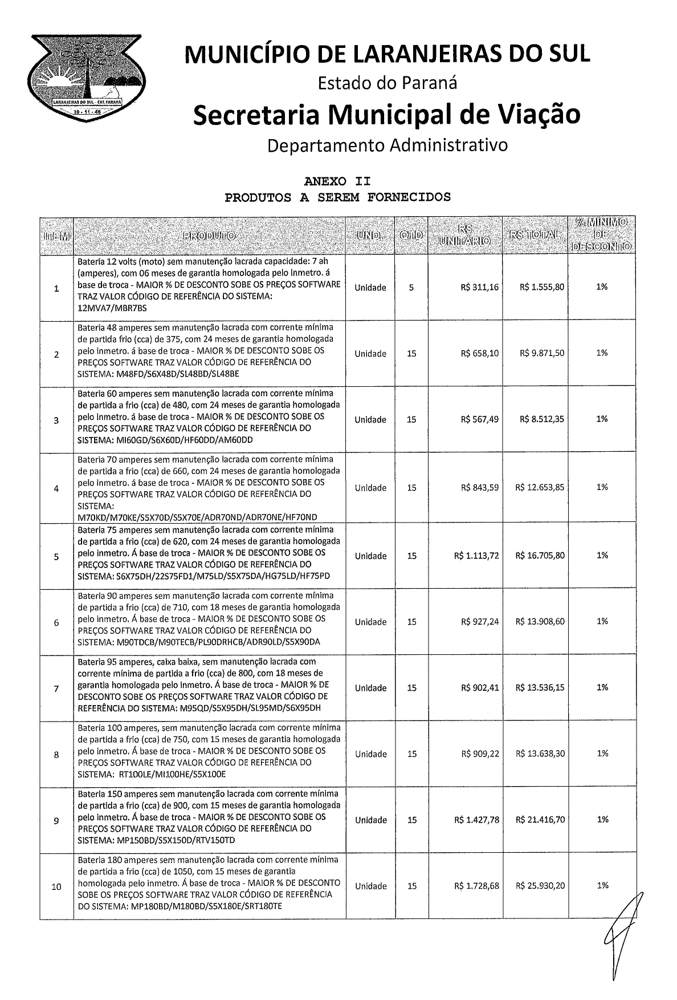 LARANJEIRAS DO SUL - EST. PARANÁ
30 - 11 - 46
MUNICÍPIO DE LARANJEIRAS DO SUL
Estado do Paraná
Secretaria Municipal de Viação
Departamento Administrativo
ANEXO II
PRODUTOS A SEREM FORNECIDOS
ITEM PRODUTO UND. QTD R$ UNITÁRIO R$ TOTAL % MÍNIMO DE DESCONTO
Bateria 12 volts (moto) sem manutenção lacrada capacidade: 7 ah
(amperes), com 06 meses de garantia homologada pelo inmetro. á
base de troca - MAIOR % DE DESCONTO SOBE OS PREÇOS SOFTWARE
TRAZ VALOR CÓDIGO DE REFERÊNCIA DO SISTEMA:
12MVA7/MBR7BS
1 Unidade 5 R$ 311,16 R$ 1.555,80 1%
Bateria 48 amperes sem manutenção lacrada com corrente mínima
de partida frio (cca) de 375, com 24 meses de garantia homologada
pelo inmetro. á base de troca - MAIOR % DE DESCONTO SOBE OS
PREÇOS SOFTWARE TRAZ VALOR CÓDIGO DE REFERÊNCIA DO
SISTEMA: M48FD/S6X48D/SL48BD/SL48BE
2 Unidade 15 R$ 658,10 R$ 9.871,50 1%
Bateria 60 amperes sem manutenção lacrada com corrente mínima
de partida a frio (cca) de 480, com 24 meses de garantia homologada
pelo inmetro. á base de troca - MAIOR % DE DESCONTO SOBE OS
PREÇOS SOFTWARE TRAZ VALOR CÓDIGO DE REFERÊNCIA DO
SISTEMA: MI60GD/S6X60D/HF60DD/AM60DD
3 Unidade 15 R$ 567,49 R$ 8.512,35 1%
Bateria 70 amperes sem manutenção lacrada com corrente mínima
de partida a frio (cca) de 660, com 24 meses de garantia homologada
pelo inmetro. á base de troca - MAIOR % DE DESCONTO SOBE OS
PREÇOS SOFTWARE TRAZ VALOR CÓDIGO DE REFERÊNCIA DO
SISTEMA:
M70KD/M70KE/S5X70D/S5X70E/ADR70ND/ADR70NE/HF70ND
4 Unidade 15 R$ 843,59 R$ 12.653,85 1%
Bateria 75 amperes sem manutenção lacrada com corrente mínima
de partida a frio (cca) de 620, com 24 meses de garantia homologada
pelo inmetro. Á base de troca - MAIOR % DE DESCONTO SOBE OS
PREÇOS SOFTWARE TRAZ VALOR CÓDIGO DE REFERÊNCIA DO
SISTEMA: S6X75DH/22S75FD1/M75LD/S5X75DA/HG75LD/HF75PD
5 Unidade 15 R$ 1.113,72 R$ 16.705,80 1%
Bateria 90 amperes sem manutenção lacrada com corrente mínima
de partida a frio (cca) de 710, com 18 meses de garantia homologada
pelo inmetro. Á base de troca - MAIOR % DE DESCONTO SOBE OS
PREÇOS SOFTWARE TRAZ VALOR CÓDIGO DE REFERÊNCIA DO
SISTEMA: M90TDCB/M90TECB/PL90DRHCB/ADR90LD/S5X90DA
6 Unidade 15 R$ 927,24 R$ 13.908,60 1%
Bateria 95 amperes, caixa baixa, sem manutenção lacrada com
corrente mínima de partida a frio (cca) de 800, com 18 meses de
garantia homologada pelo inmetro. Á base de troca - MAIOR % DE
DESCONTO SOBE OS PREÇOS SOFTWARE TRAZ VALOR CÓDIGO DE
REFERÊNCIA DO SISTEMA: M95QD/S5X95DH/SL95MD/S6X95DH
7 Unidade 15 R$ 902,41 R$ 13.536,15 1%
Bateria 100 amperes, sem manutenção lacrada com corrente mínima
de partida a frio (cca) de 750, com 15 meses de garantia homologada
pelo inmetro. Á base de troca - MAIOR % DE DESCONTO SOBE OS
PREÇOS SOFTWARE TRAZ VALOR CÓDIGO DE REFERÊNCIA DO
SISTEMA: RT100LE/MI100HE/S5X100E
8 Unidade 15 R$ 909,22 R$ 13.638,30 1%
Bateria 150 amperes sem manutenção lacrada com corrente mínima
de partida a frio (cca) de 900, com 15 meses de garantia homologada
pelo inmetro. Á base de troca - MAIOR % DE DESCONTO SOBE OS
PREÇOS SOFTWARE TRAZ VALOR CÓDIGO DE REFERÊNCIA DO
SISTEMA: MP150BD/S5X150D/RTV150TD
9 Unidade 15 R$ 1.427,78 R$ 21.416,70 1%
Bateria 180 amperes sem manutenção lacrada com corrente mínima
de partida a frio (cca) de 1050, com 15 meses de garantia
homologada pelo inmetro. Á base de troca - MAIOR % DE DESCONTO
SOBE OS PREÇOS SOFTWARE TRAZ VALOR CÓDIGO DE REFERÊNCIA
DO SISTEMA: MP180BD/M180BD/S5X180E/SRT180TE
10 Unidade 15 R$ 1.728,68 R$ 25.930,20 1%